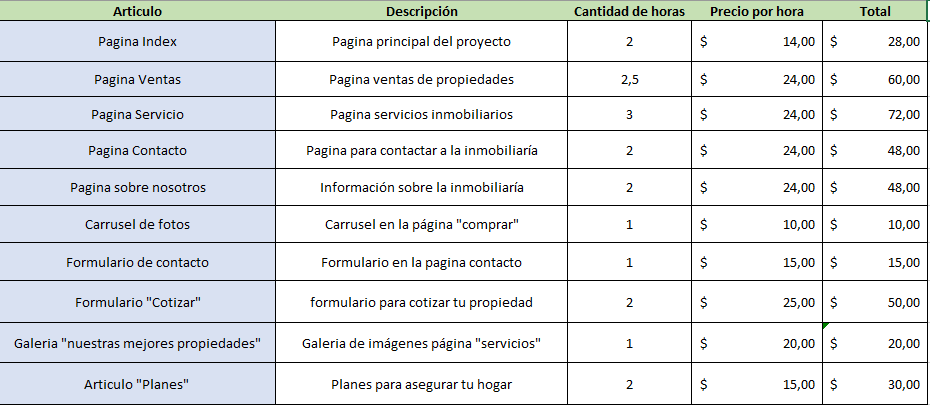 Articulo Descripción Cantidad de horas Precio por hora Total
Pagina Index Pagina principal del proyecto 2 $ 14,00 $ 28,00
Pagina Ventas Pagina ventas de propiedades 2,5 $ 24,00 $ 60,00
Pagina Servicio Pagina servicios inmobiliarios 3 $ 24,00 $ 72,00
Pagina Contacto Pagina para contactar a la inmobiliaría 2 $ 24,00 $ 48,00
Pagina sobre nosotros Información sobre la inmobiliaría 2 $ 24,00 $ 48,00
Carrusel de fotos Carrusel en la página "comprar" 1 $ 10,00 $ 10,00
Formulario de contacto Formulario en la pagina contacto 1 $ 15,00 $ 15,00
Formulario "Cotizar" formulario para cotizar tu propiedad 2 $ 25,00 $ 50,00
Galeria "nuestras mejores propiedades" Galeria de imágenes página "servicios" 1 $ 20,00 $ 20,00
Articulo "Planes" Planes para asegurar tu hogar 2 $ 15,00 $ 30,00